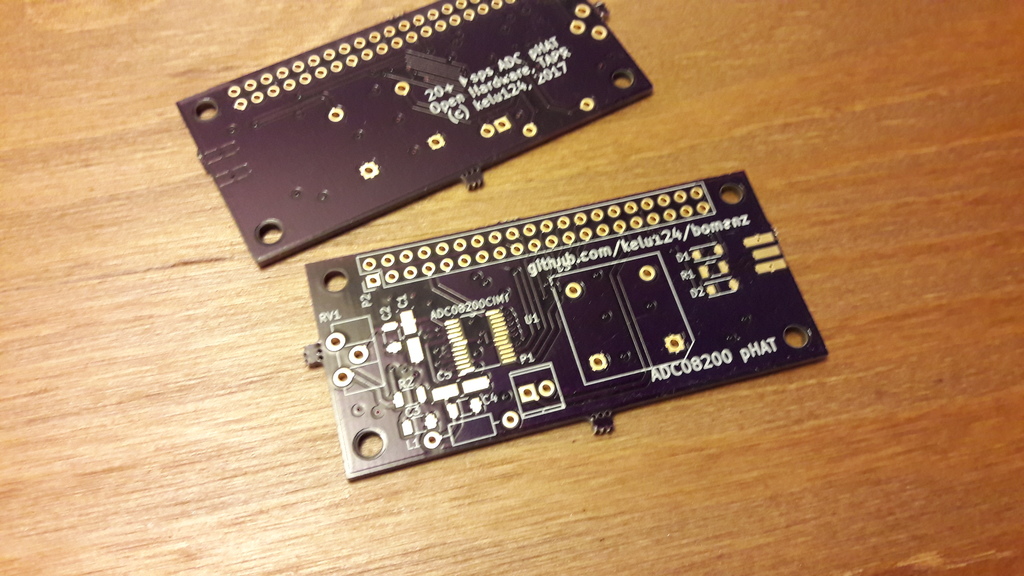 20+ Msps ADC pHAT
Open Hardware, TAPR
(c) kelu124, 2017
github.com/kelu124/bomanz
D1
R1
D2
P2
RV1
C2
C1
ADC08200CIMT
U1
P1
R2
C3
C4
ADC08200 pHAT